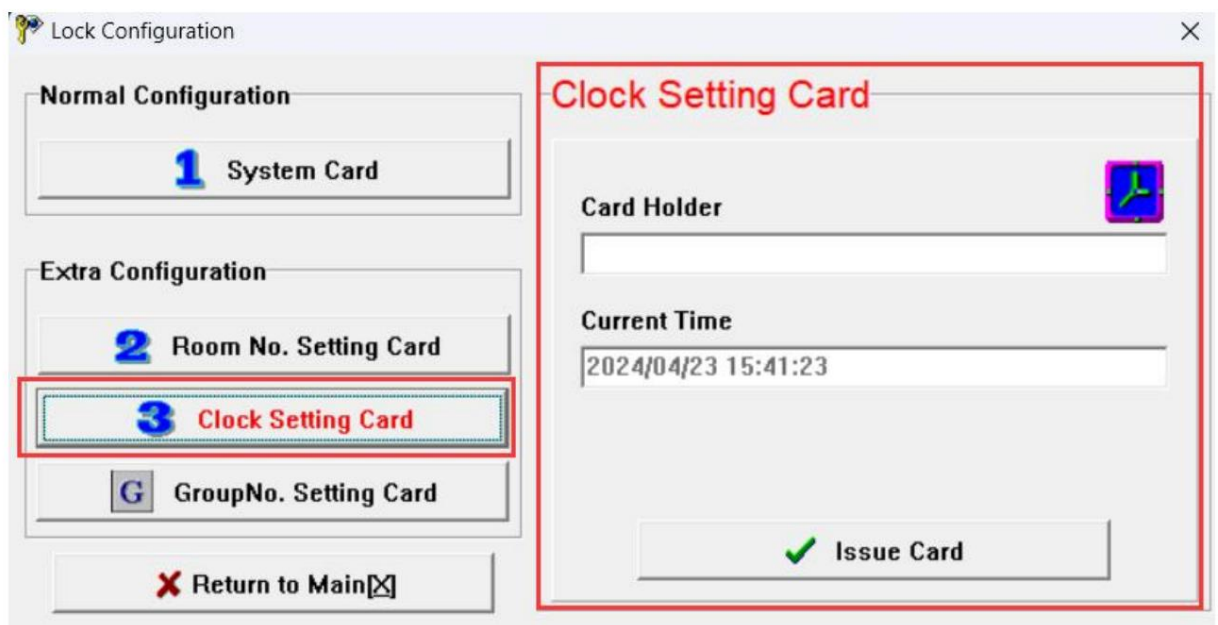 Lock Configuration
Normal Configuration
1 System Card
Extra Configuration
2 Room No. Setting Card
3 Clock Setting Card
G GroupNo. Setting Card
Return to Main[X]
Clock Setting Card
Card Holder
Current Time
2024/04/23 15:41:23
Issue Card